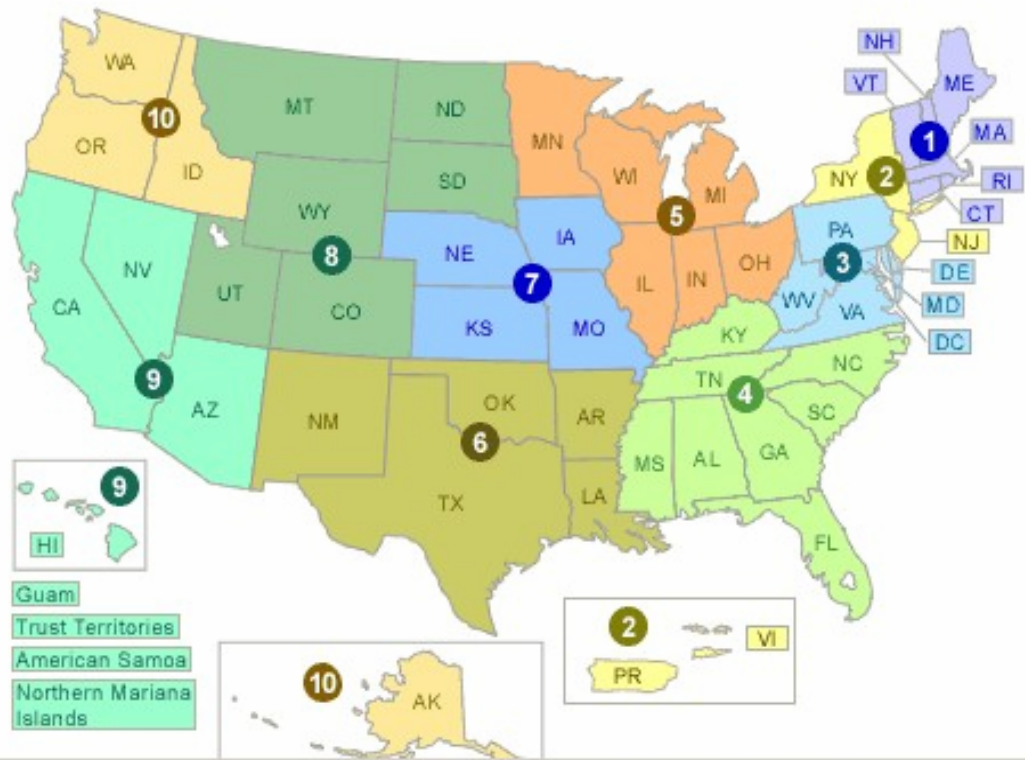 NH
WA
VT
ME
MT
ND
10
MN
1
MA
OR
WI
MI
NY
2
ID
SD
RI
WY
5
CT
PA
NJ
IA
NE
8
3
DE
NV
7
OH
UT
IL
IN
WV
MD
CA
CO
VA
KS
MO
KY
DC
NC
9
TN
4
AZ
OK
SC
NM
AR
6
GA
AL
MS
9
LA
TX
HI
FL
Guam
Trust Territories
2
VI
American Samoa
PR
10
Northern Mariana
Islands
AK